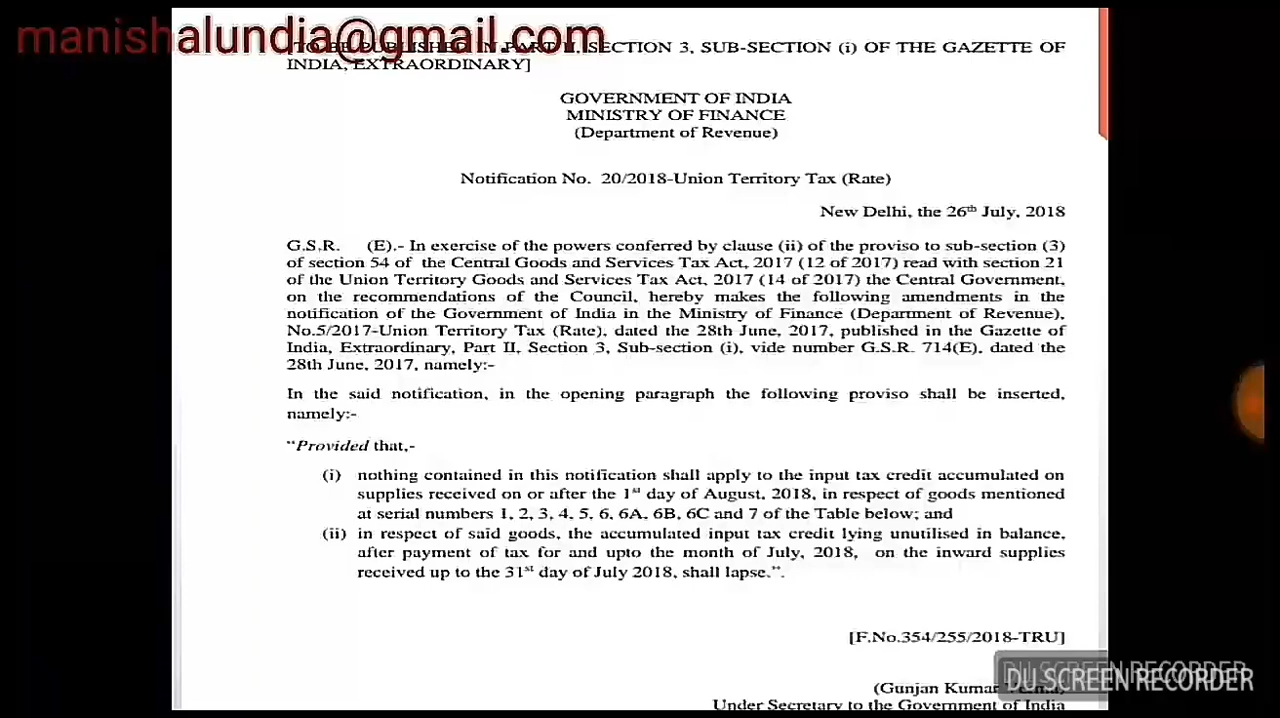 manishalundia@gmail.com
[TO BE PUBLISHED IN PART II, SECTION 3, SUB-SECTION (i) OF THE GAZETTE OF
INDIA, EXTRAORDINARY]
GOVERNMENT OF INDIA
MINISTRY OF FINANCE
(Department of Revenue)
Notification No. 20/2018-Union Territory Tax (Rate)
New Delhi, the 26th July, 2018
G.S.R. (E).- In exercise of the powers conferred by clause (ii) of the proviso to sub-section (3)
of section 54 of the Central Goods and Services Tax Act, 2017 (12 of 2017) read with section 21
of the Union Territory Goods and Services Tax Act, 2017 (14 of 2017) the Central Government,
on the recommendations of the Council, hereby makes the following amendments in the
notification of the Government of India in the Ministry of Finance (Department of Revenue),
No.5/2017-Union Territory Tax (Rate), dated the 28th June, 2017, published in the Gazette of
India, Extraordinary, Part II, Section 3, Sub-section (i), vide number G.S.R. 714(E), dated the
28th June, 2017, namely:-
In the said notification, in the opening paragraph the following proviso shall be inserted,
namely:-
“Provided that,-
(i) nothing contained in this notification shall apply to the input tax credit accumulated on
supplies received on or after the 1st day of August, 2018, in respect of goods mentioned
at serial numbers 1, 2, 3, 4, 5, 6, 6A, 6B, 6C and 7 of the Table below; and
(ii) in respect of said goods, the accumulated input tax credit lying unutilised in balance,
after payment of tax for and upto the month of July, 2018, on the inward supplies
received up to the 31st day of July 2018, shall lapse.”.
[F.No.354/255/2018-TRU]
(Gunjan Kumar
DU SCREEN RECORDER
Under Secretary to the Government of India